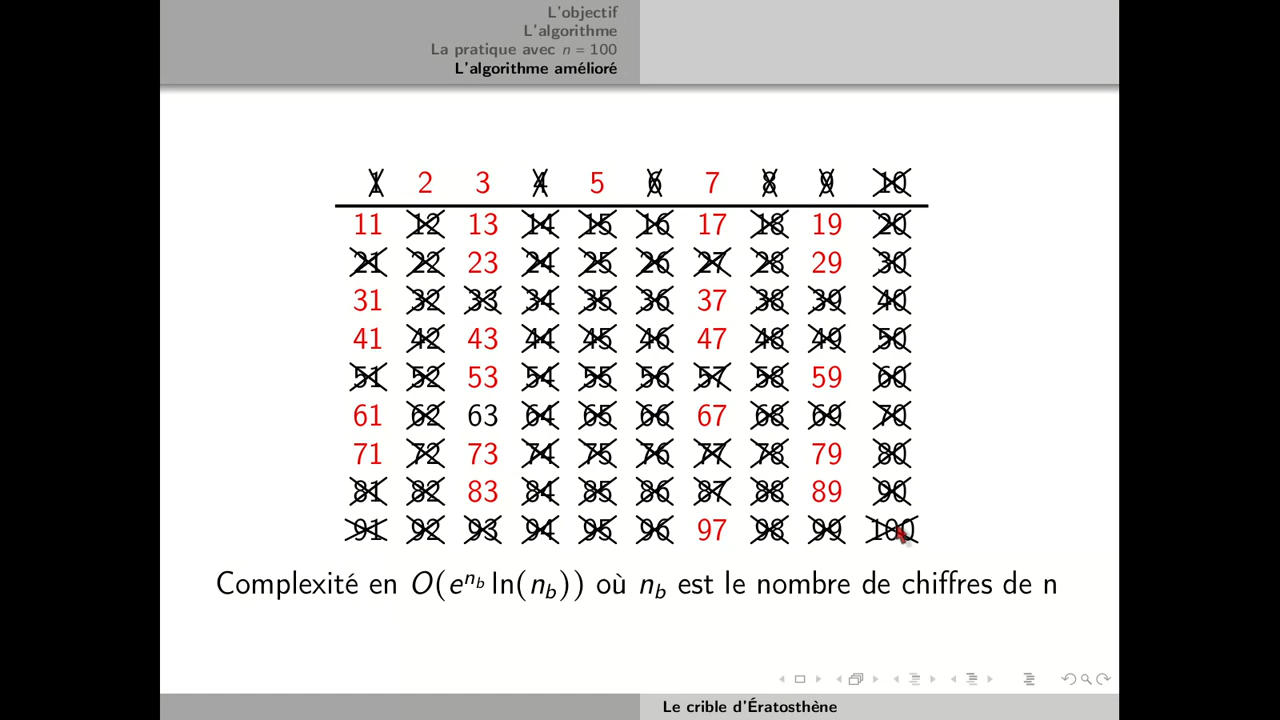 L'objectif
L'algorithme
La pratique avec n = 100
L'algorithme amélioré
1 2 3 4 5 6 7 8 9 10
11 12 13 14 15 16 17 18 19 20
21 22 23 24 25 26 27 28 29 30
31 32 33 34 35 36 37 38 39 40
41 42 43 44 45 46 47 48 49 50
51 52 53 54 55 56 57 58 59 60
61 62 63 64 65 66 67 68 69 70
71 72 73 74 75 76 77 78 79 80
81 82 83 84 85 86 87 88 89 90
91 92 93 94 95 96 97 98 99 100
Complexité en O(e^{n_b} ln(n_b)) où n_b est le nombre de chiffres de n
Le crible d'Ératosthène